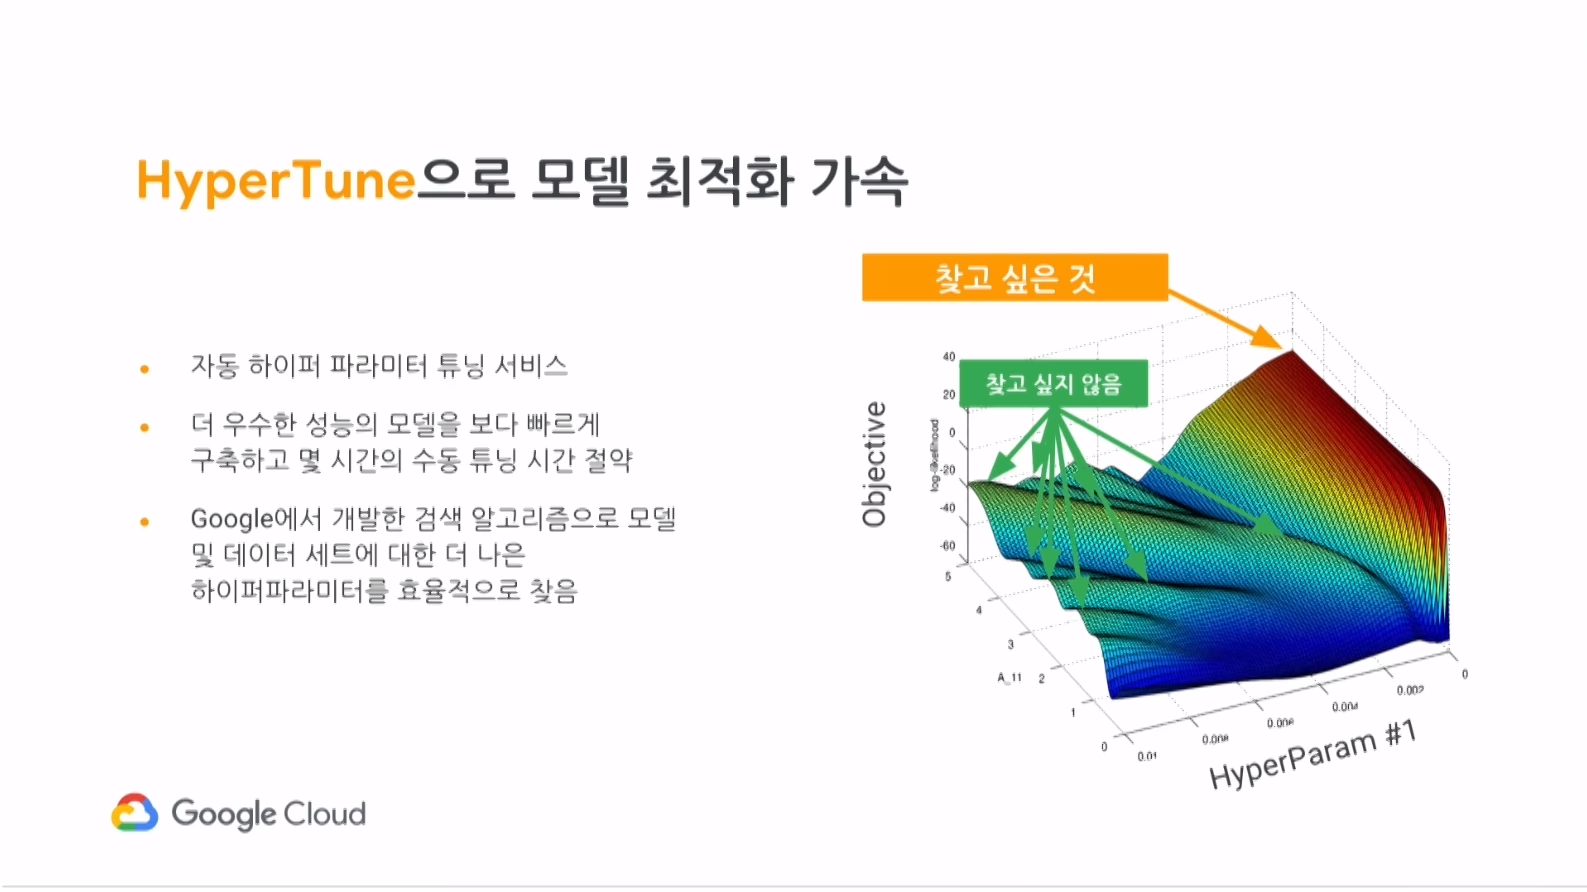 HyperTune으로 모델 최적화 가속
찾고 싶은 것
찾고 싶지 않음
• 자동 하이퍼 파라미터 튜닝 서비스
• 더 우수한 성능의 모델을 보다 빠르게
구축하고 몇 시간의 수동 튜닝 시간 절약
• Google에서 개발한 검색 알고리즘으로 모델
및 데이터 세트에 대한 더 나은
하이퍼파라미터를 효율적으로 찾음
Objective
log-likelihood
40
20
0
-20
-40
-60
5
4
3
A_11 2
1
0
0.01
0.008
0.006
0.004
0.002
0
HyperParam #1
Google Cloud